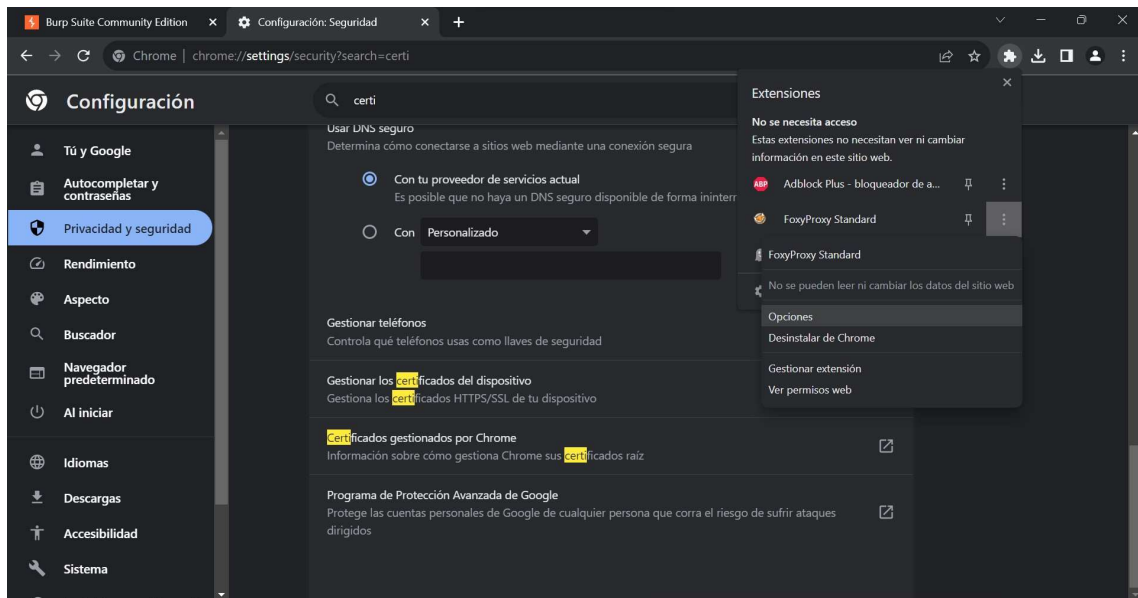 Burp Suite Community Edition
Configuración: Seguridad
Chrome | chrome://settings/security?search=certi
Configuración
certi
Tú y Google
Autocompletar y
contraseñas
Privacidad y seguridad
Rendimiento
Aspecto
Buscador
Navegador
predeterminado
Al iniciar
Idiomas
Descargas
Accesibilidad
Sistema
Usar DNS seguro
Determina cómo conectarse a sitios web mediante una conexión segura
Con tu proveedor de servicios actual
Es posible que no haya un DNS seguro disponible de forma ininterr
Con Personalizado
Gestionar teléfonos
Controla qué teléfonos usas como llaves de seguridad
Gestionar los certificados del dispositivo
Gestiona los certificados HTTPS/SSL de tu dispositivo
Certificados gestionados por Chrome
Información sobre cómo gestiona Chrome sus certificados raíz
Programa de Protección Avanzada de Google
Protege las cuentas personales de Google de cualquier persona que corra el riesgo de sufrir ataques
dirigidos
Extensiones
No se necesita acceso
Estas extensiones no necesitan ver ni cambiar
información en este sitio web.
ABP Adblock Plus - bloqueador de a...
FoxyProxy Standard
FoxyProxy Standard
No se pueden leer ni cambiar los datos del sitio web
Opciones
Desinstalar de Chrome
Gestionar extensión
Ver permisos web